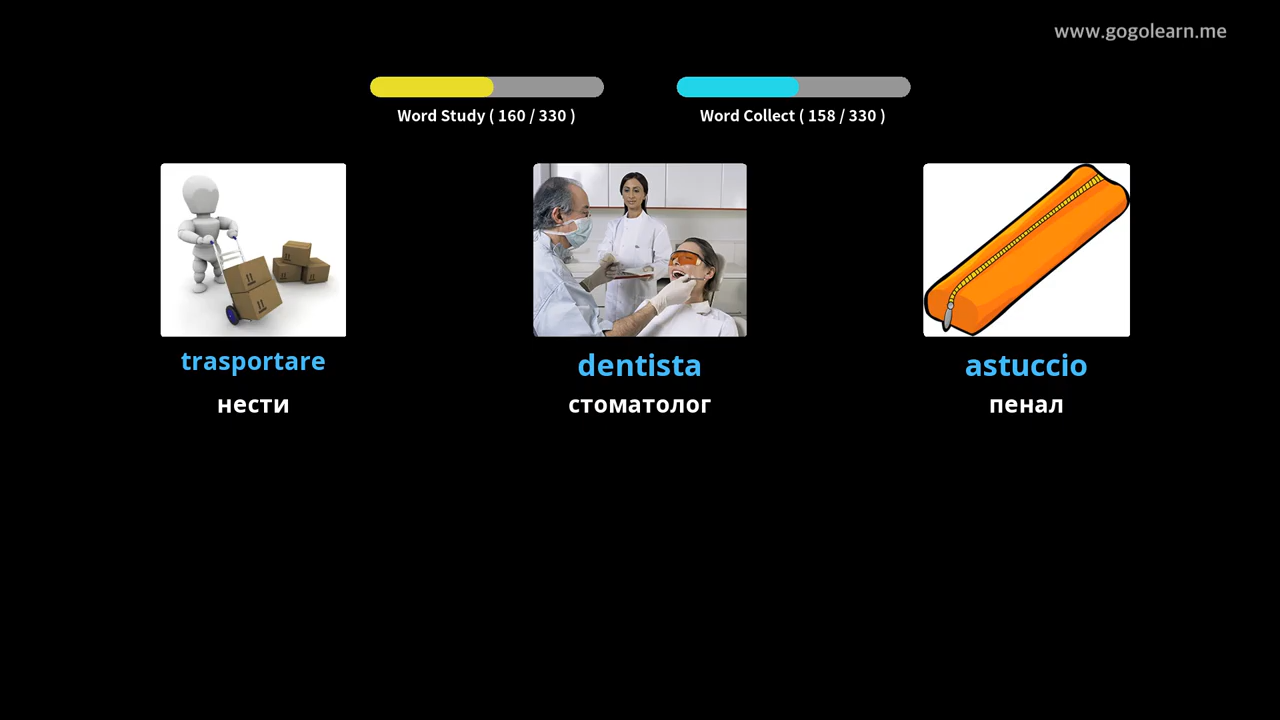 www.gogolearn.me
Word Study ( 160 / 330 )
Word Collect ( 158 / 330 )
trasportare
dentista
astuccio
нести
стоматолог
пенал